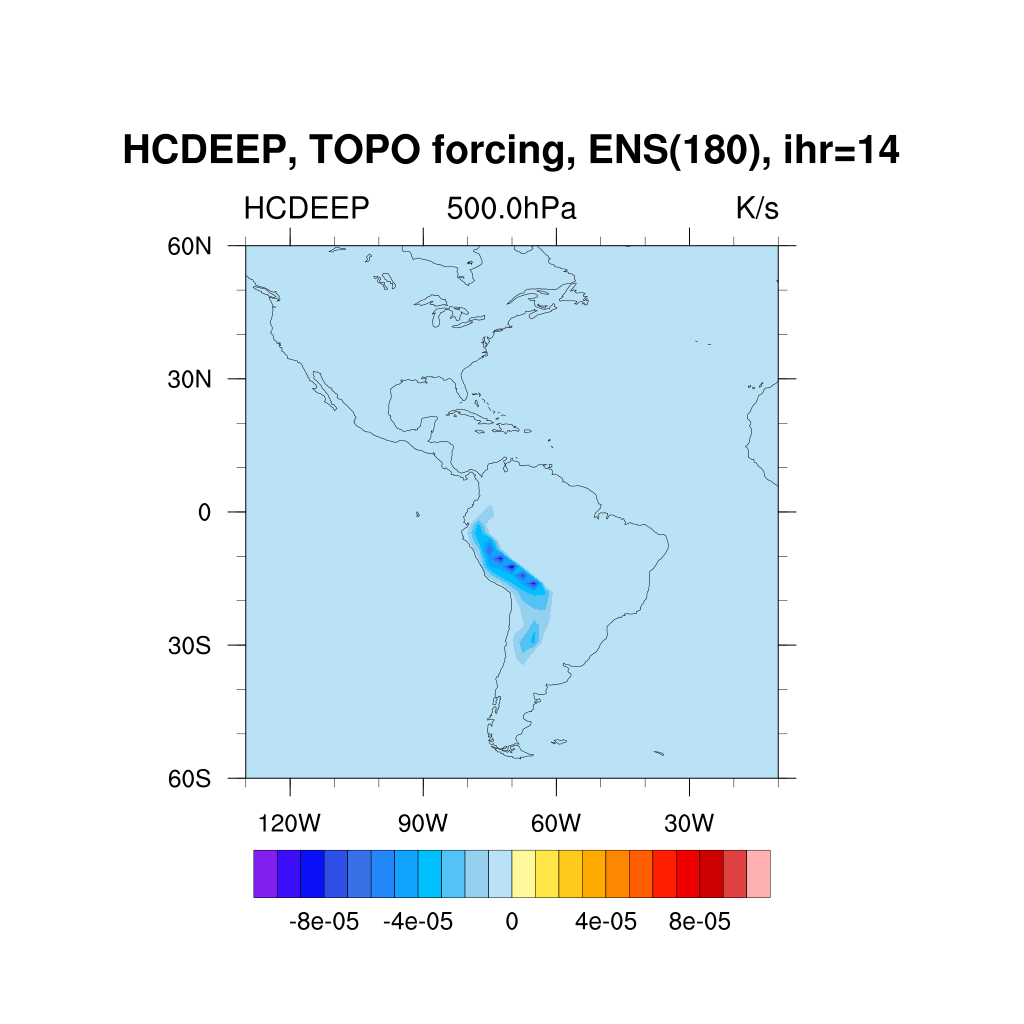 HCDEEP, TOPO forcing, ENS(180), ihr=14
HCDEEP 500.0hPa K/s
60N
30N
0
30S
60S
120W 90W 60W 30W
-8e-05 -4e-05 0 4e-05 8e-05